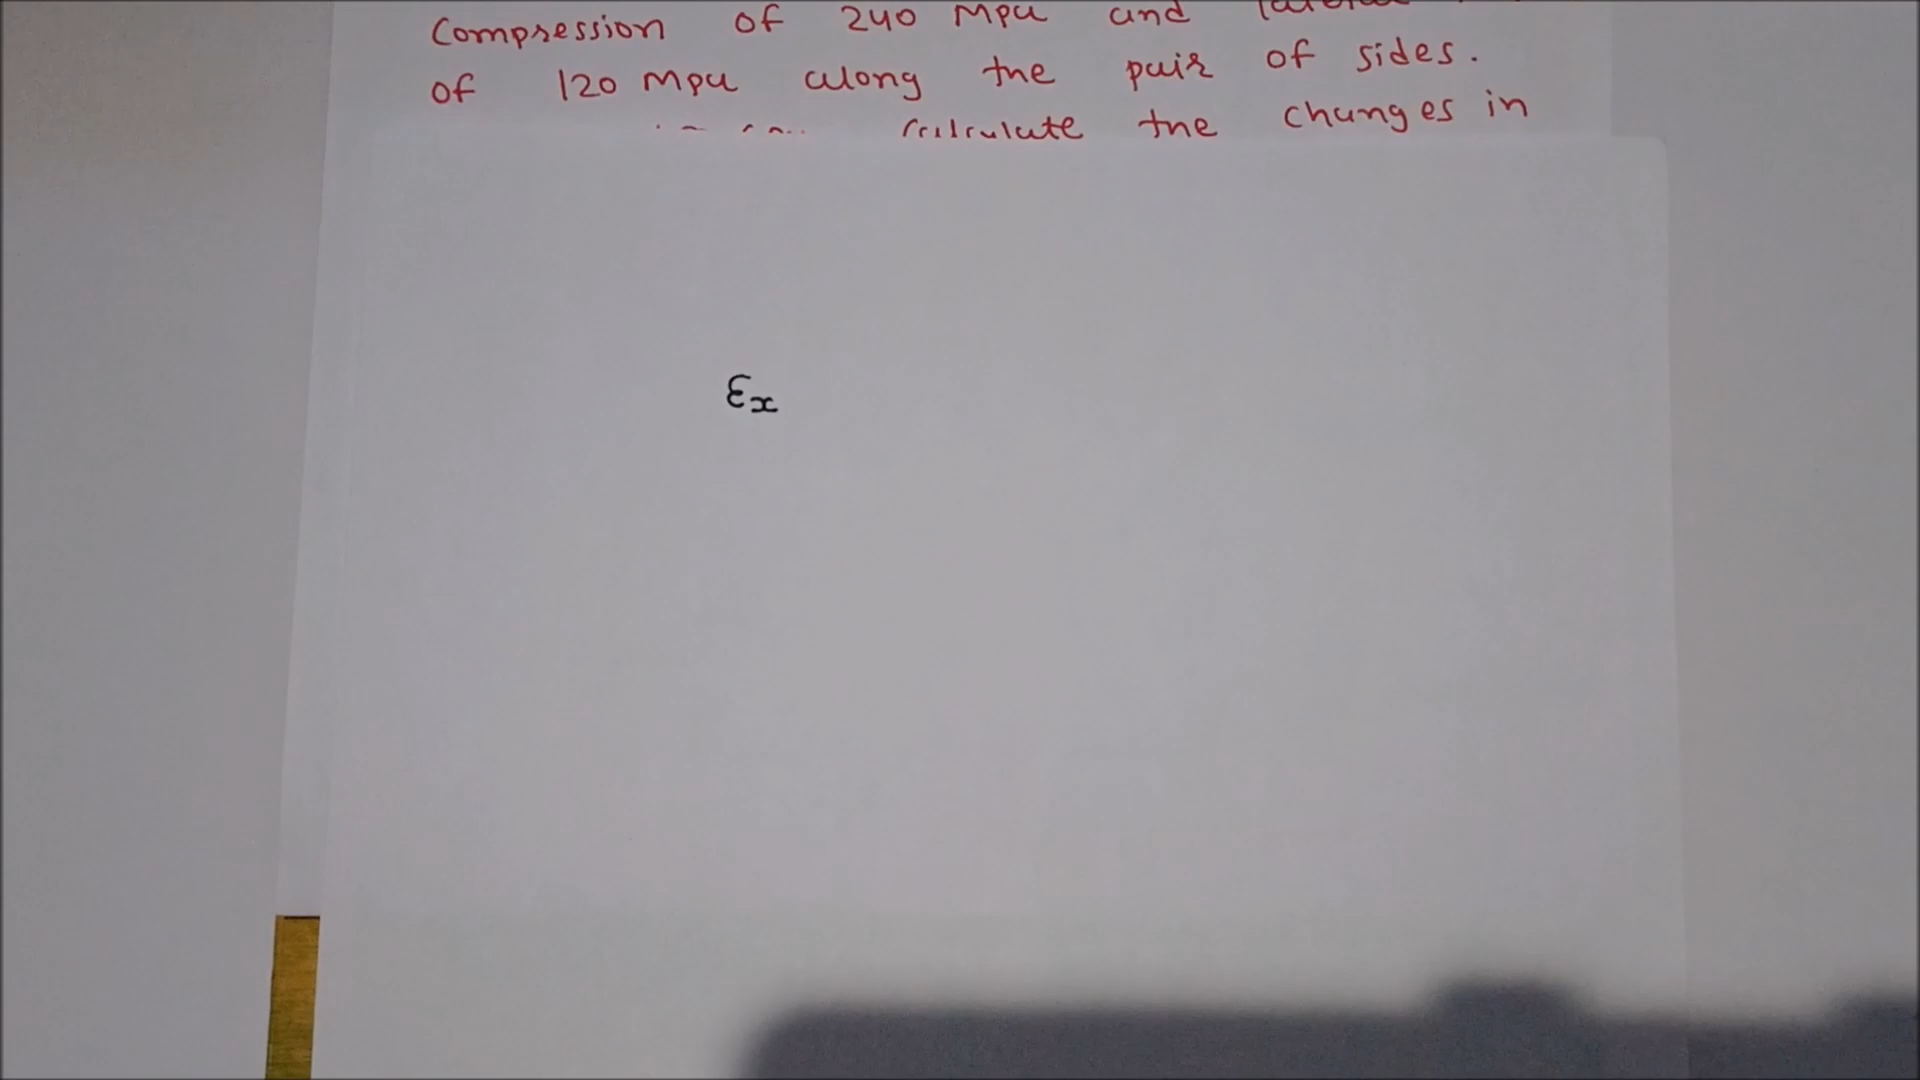 Compression of 240 Mpa and
of 120 Mpa along the pair of sides.
Calculate the changes in
εx